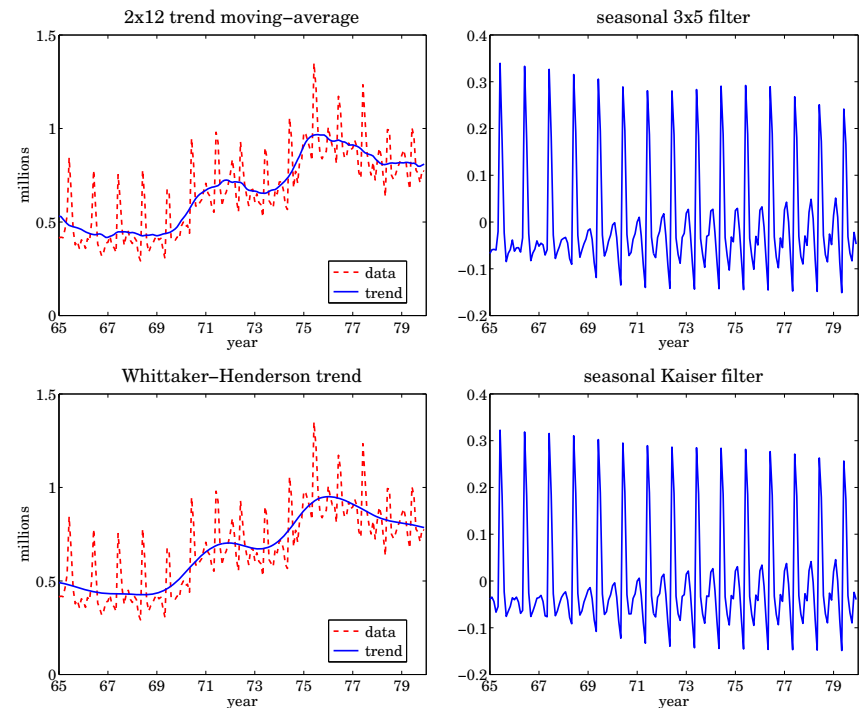 2x12 trend moving−average
1.5
1
0.5
0
millions
65 67 69 71 73 75 77 79
year
data
trend
seasonal 3x5 filter
0.4
0.3
0.2
0.1
0
−0.1
−0.2
65 67 69 71 73 75 77 79
year
Whittaker−Henderson trend
1.5
1
0.5
0
millions
65 67 69 71 73 75 77 79
year
data
trend
seasonal Kaiser filter
0.4
0.3
0.2
0.1
0
−0.1
−0.2
65 67 69 71 73 75 77 79
year